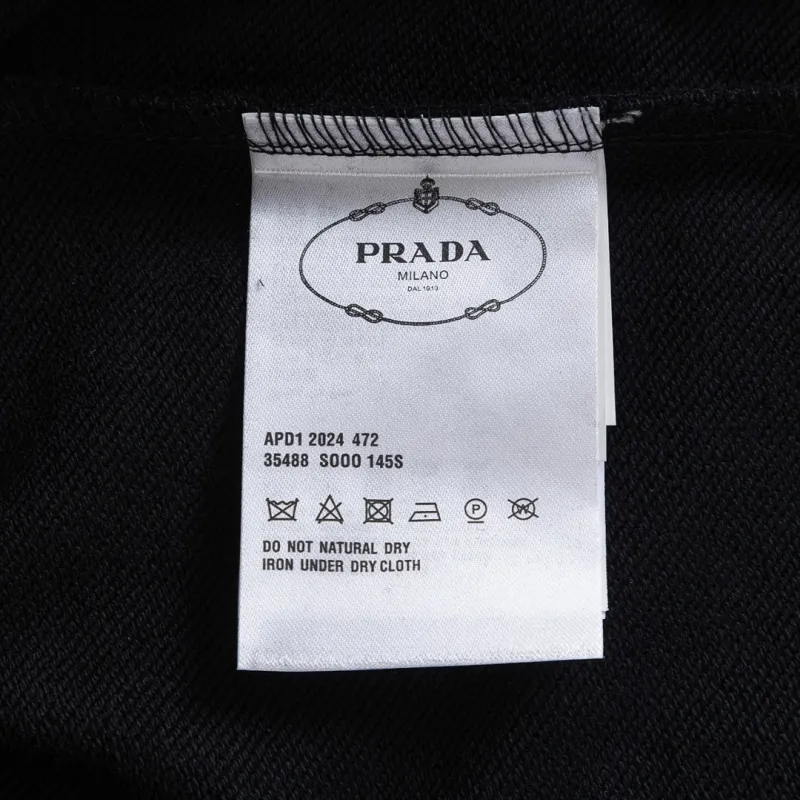 PRADA
MILANO
DAL 1913
APD1 2024 472
35488 S000 145S
P W
DO NOT NATURAL DRY
IRON UNDER DRY CLOTH